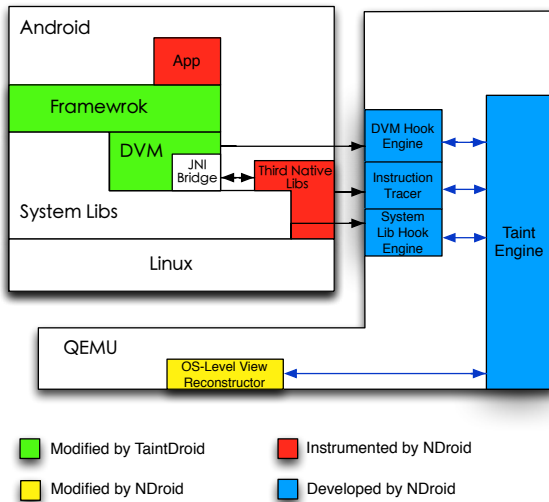 Android
App
Framewrok
DVM
JNI
Bridge
Third Native
Libs
System Libs
Linux
DVM Hook
Engine
Instruction
Tracer
System
Lib Hook
Engine
Taint
Engine
QEMU
OS-Level View
Reconstructor
Modified by TaintDroid
Instrumented by NDroid
Modified by NDroid
Developed by NDroid